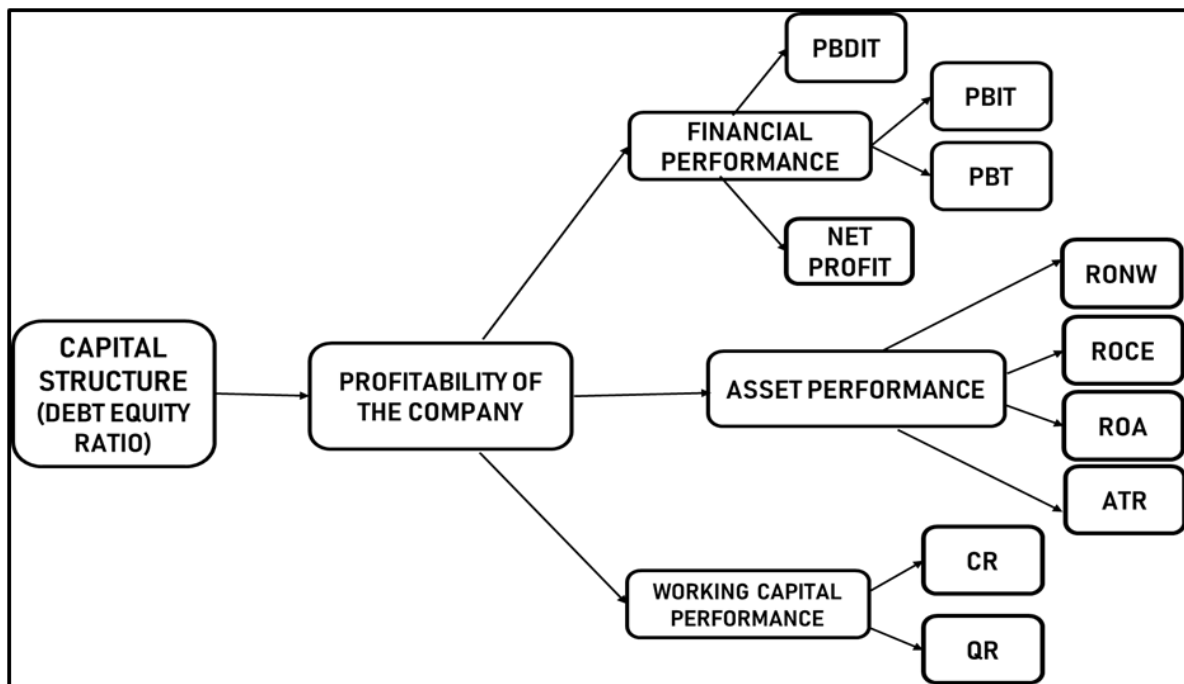 PBDIT
PBIT
FINANCIAL
PERFORMANCE
PBT
NET
PROFIT
RONW
CAPITAL
STRUCTURE
(DEBT EQUITY
RATIO)
PROFITABILITY OF
THE COMPANY
ASSET PERFORMANCE
ROCE
ROA
ATR
WORKING CAPITAL
PERFORMANCE
CR
QR